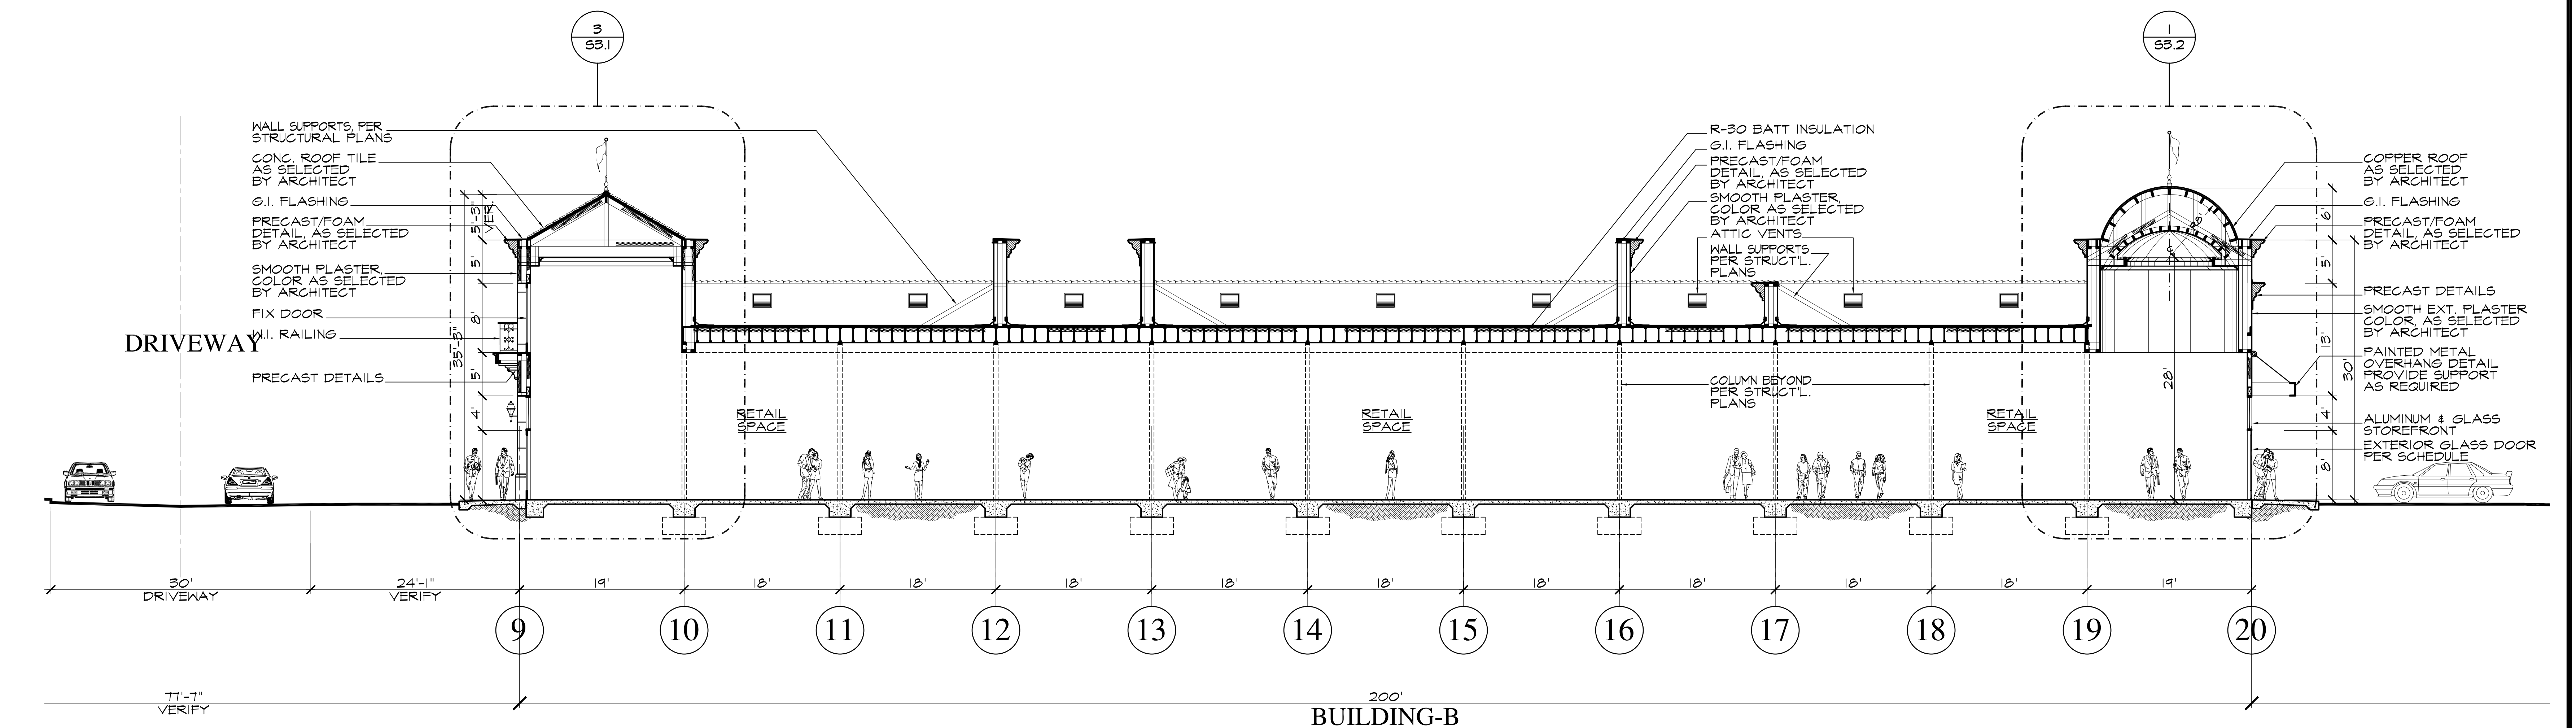 3
S3.1
1
S3.2
WALL SUPPORTS, PER
STRUCTURAL PLANS
CONC. ROOF TILE
AS SELECTED
BY ARCHITECT
G.I. FLASHING
PRECAST/FOAM
DETAIL, AS SELECTED
BY ARCHITECT
SMOOTH PLASTER,
COLOR AS SELECTED
BY ARCHITECT
FIX DOOR
W.I. RAILING
DRIVEWAY
PRECAST DETAILS
5'-3"
VER.
5'
8'
35'-3"
5'
4'
R-30 BATT INSULATION
G.I. FLASHING
PRECAST/FOAM
DETAIL, AS SELECTED
BY ARCHITECT
SMOOTH PLASTER,
COLOR AS SELECTED
BY ARCHITECT
ATTIC VENTS
WALL SUPPORTS
PER STRUCT'L.
PLANS
COLUMN BEYOND
PER STRUCT'L.
PLANS
RETAIL
SPACE
RETAIL
SPACE
RETAIL
SPACE
COPPER ROOF
AS SELECTED
BY ARCHITECT
G.I. FLASHING
PRECAST/FOAM
DETAIL, AS SELECTED
BY ARCHITECT
PRECAST DETAILS
SMOOTH EXT. PLASTER
COLOR, AS SELECTED
BY ARCHITECT
PAINTED METAL
OVERHANG DETAIL
PROVIDE SUPPORT
AS REQUIRED
ALUMINUM & GLASS
STOREFRONT
EXTERIOR GLASS DOOR
PER SCHEDULE
6'
5'
13'
30'
28'
4'
8'
30'
DRIVEWAY
24'-1"
VERIFY
19'
18'
18'
18'
18'
18'
18'
18'
18'
18'
19'
9
10
11
12
13
14
15
16
17
18
19
20
77'-7"
VERIFY
200'
BUILDING-B